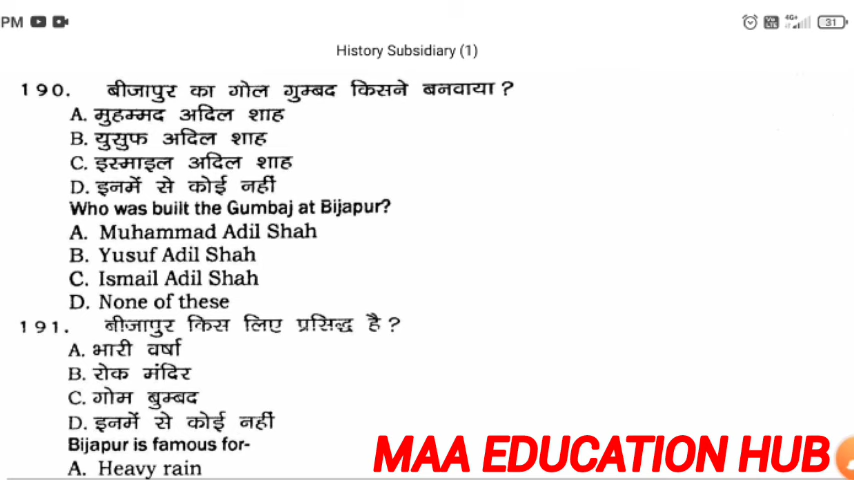 PM
4G+
31
History Subsidiary (1)
190. बीजापुर का गोल गुम्बद किसने बनवाया ?
A. मुहम्मद अदिल शाह
B. युसुफ अदिल शाह
C. इस्माइल अदिल शाह
D. इनमें से कोई नहीं
Who was built the Gumbaj at Bijapur?
A. Muhammad Adil Shah
B. Yusuf Adil Shah
C. Ismail Adil Shah
D. None of these
191. बीजापुर किस लिए प्रसिद्ध है ?
A. भारी वर्षा
B. रोक मंदिर
C. गोम बुम्बद
D. इनमें से कोई नहीं
Bijapur is famous for-
A. Heavy rain
MAA EDUCATION HUB